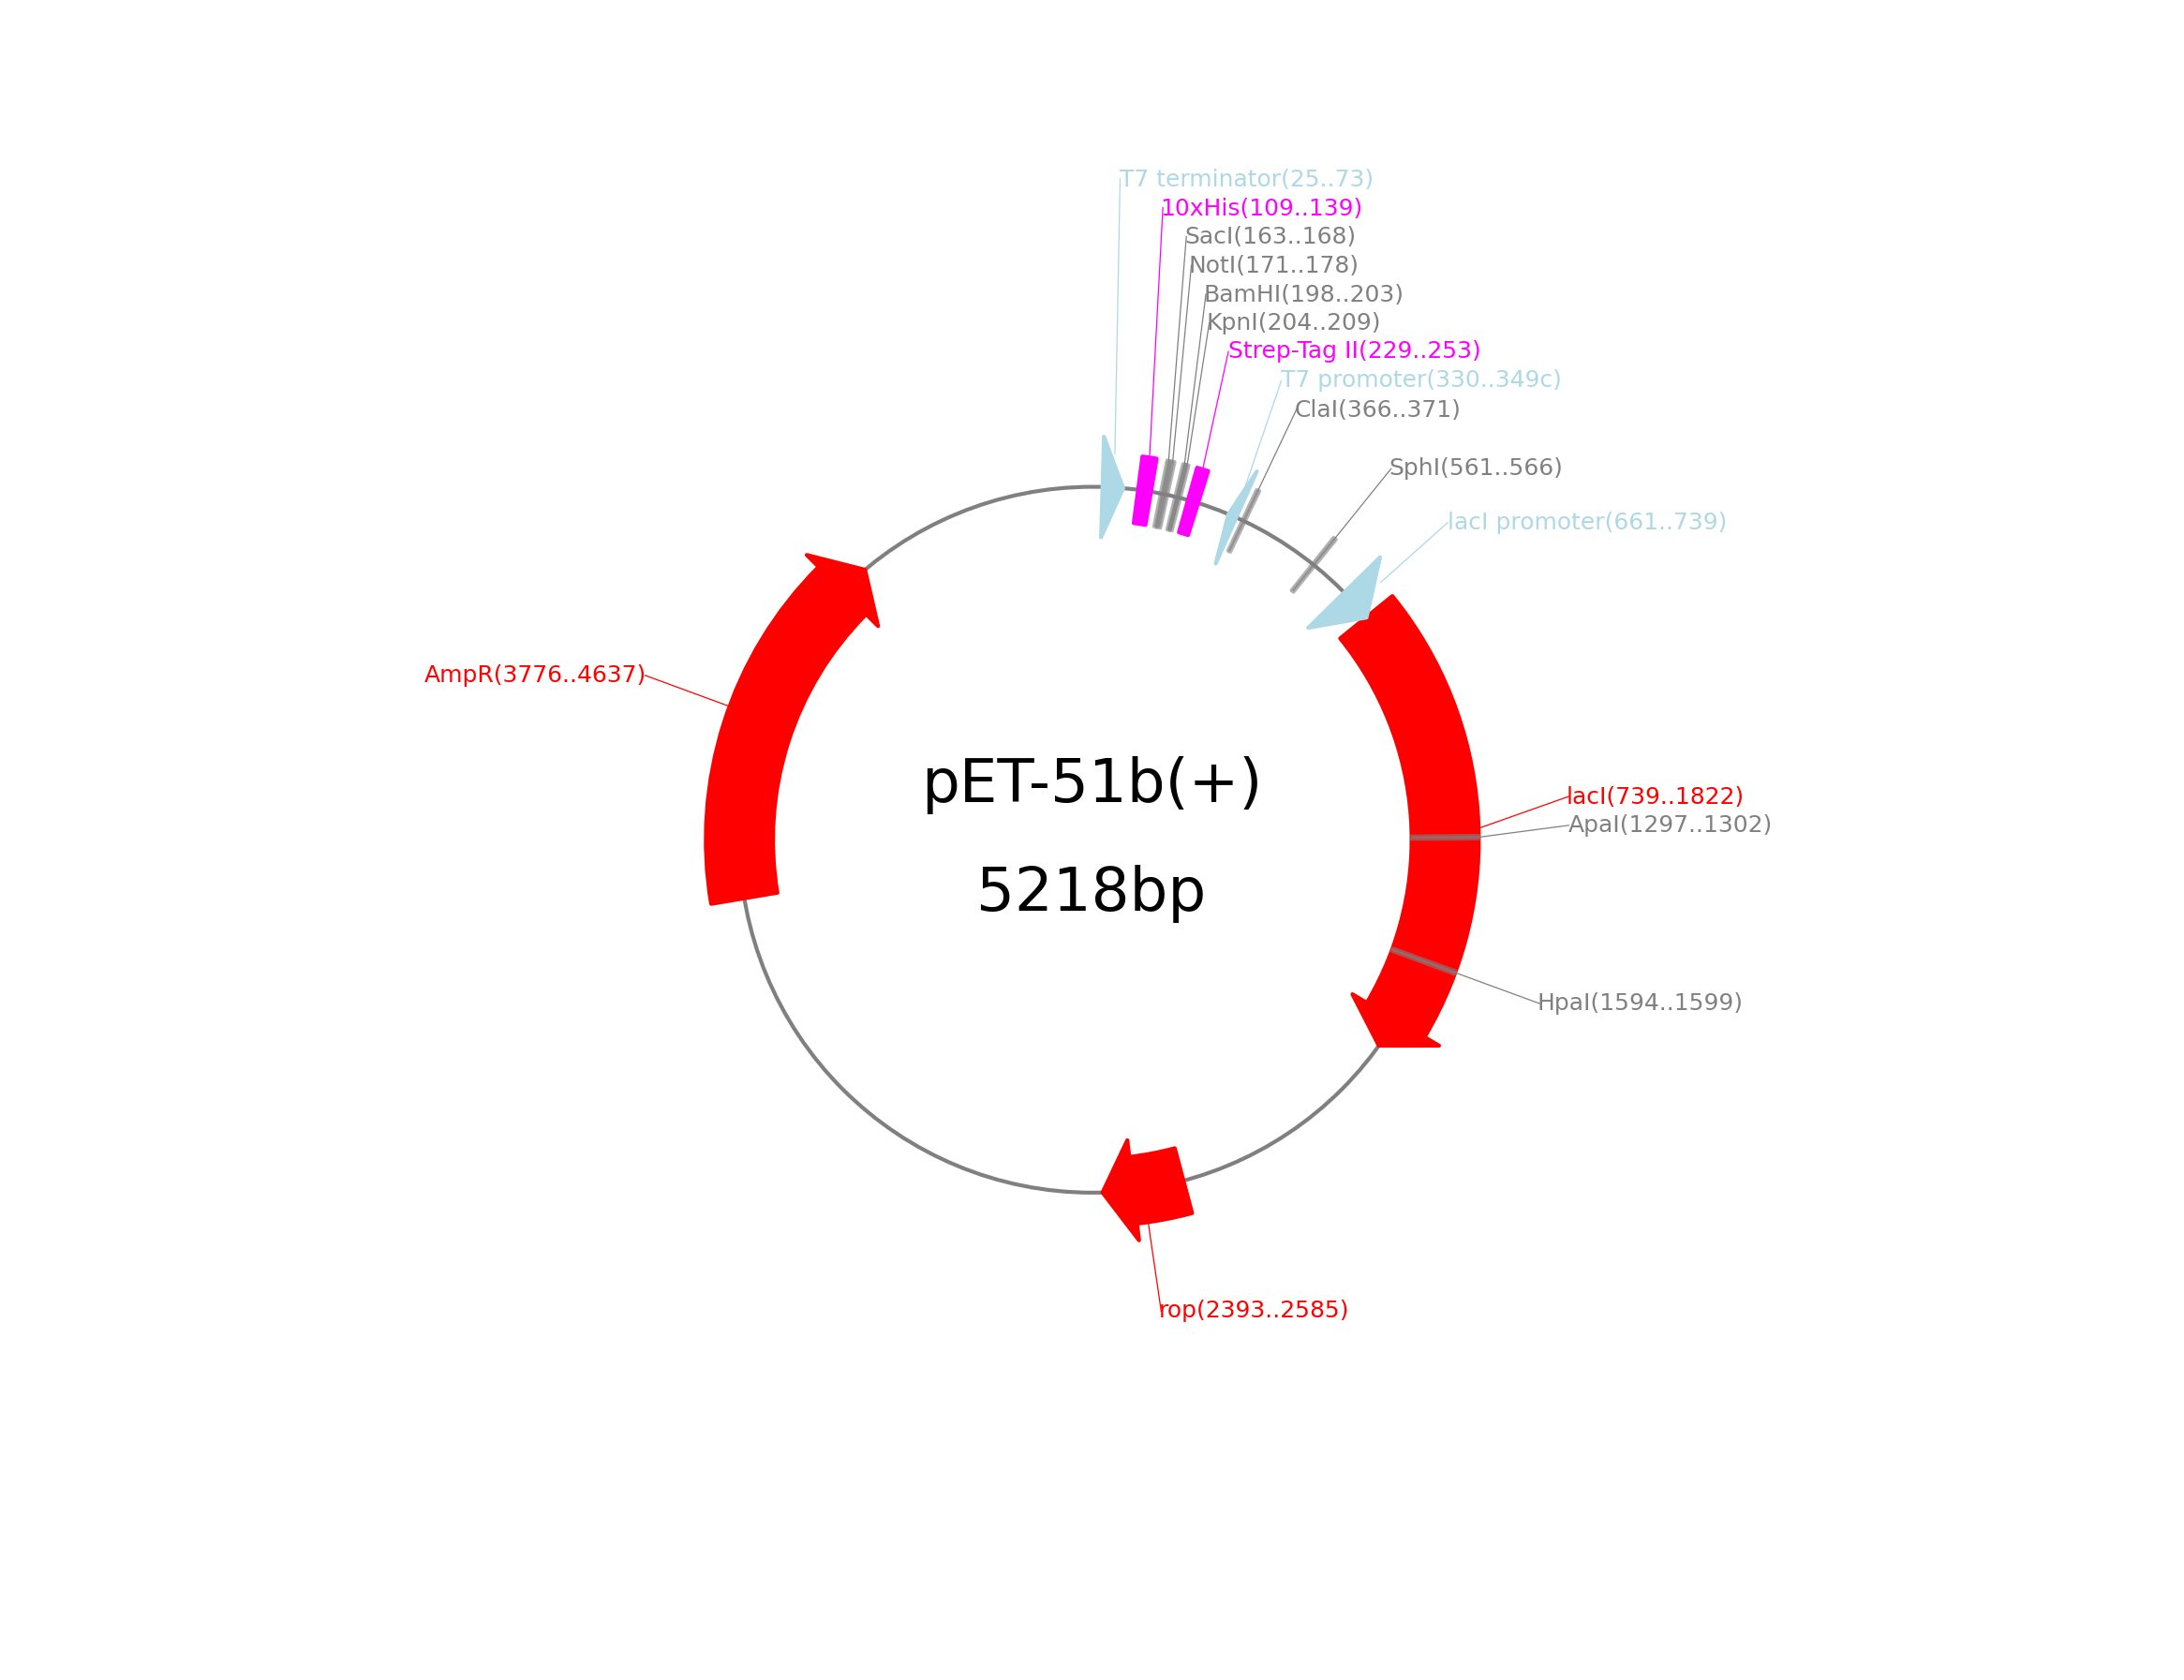 T7 terminator(25..73)
10xHis(109..139)
SacI(163..168)
NotI(171..178)
BamHI(198..203)
KpnI(204..209)
Strep-Tag II(229..253)
T7 promoter(330..349c)
ClaI(366..371)
SphI(561..566)
lacI promoter(661..739)
AmpR(3776..4637)
pET-51b(+)
5218bp
lacI(739..1822)
ApaI(1297..1302)
HpaI(1594..1599)
rop(2393..2585)